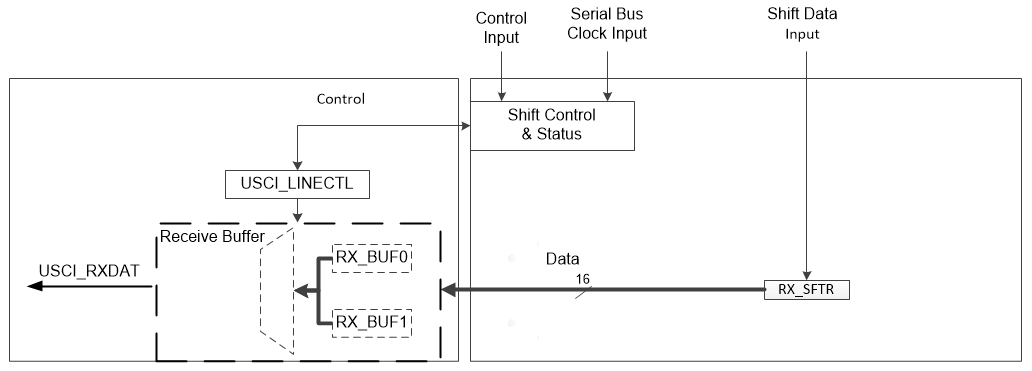 Control
Input
Serial Bus
Clock Input
Shift Data
Input
Control
Shift Control
& Status
USCI_LINECTL
Receive Buffer
RX_BUF0
USCI_RXDAT
Data
16
RX_SFTR
RX_BUF1